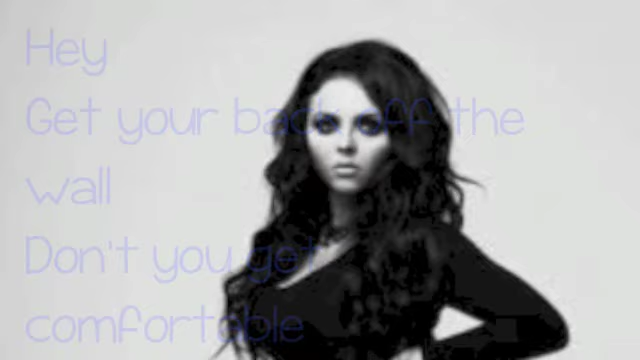 Hey
Get your back off the
wall
Don't you get
comfortable